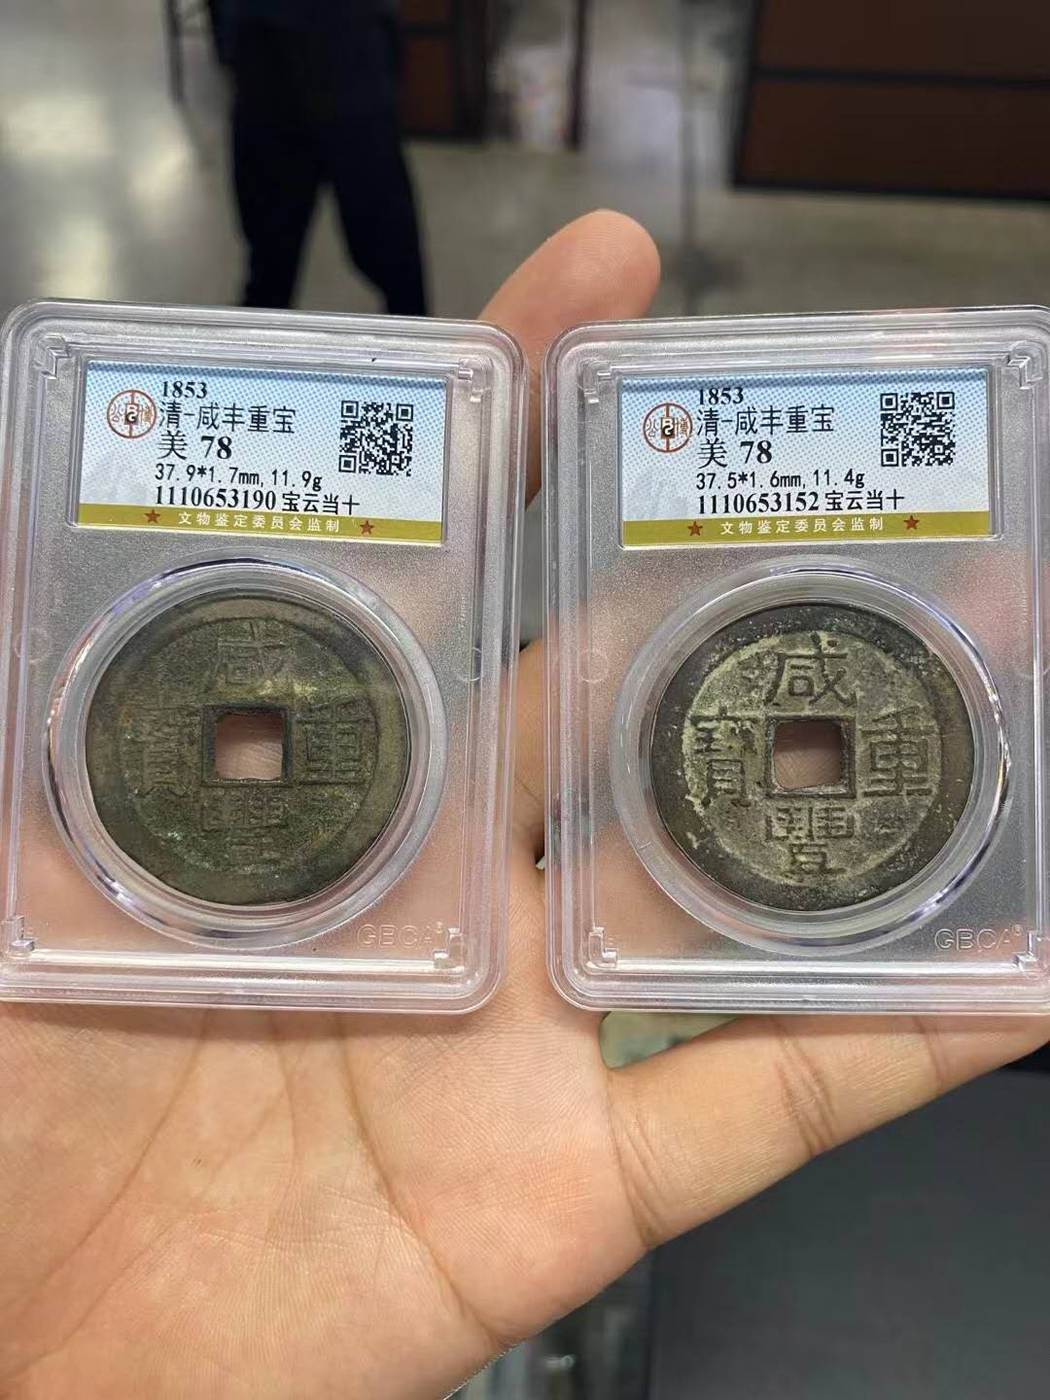 1853
清-咸丰重宝
美 78
37.9*1.7mm, 11.9g
1110653190 宝云当十
★ 文物鉴定委员会监制 ★
咸
寶 重
豐
GBCA
1853
清-咸丰重宝
美 78
37.5*1.6mm, 11.4g
1110653152 宝云当十
★ 文物鉴定委员会监制 ★
咸
寶 重
豐
GBCA